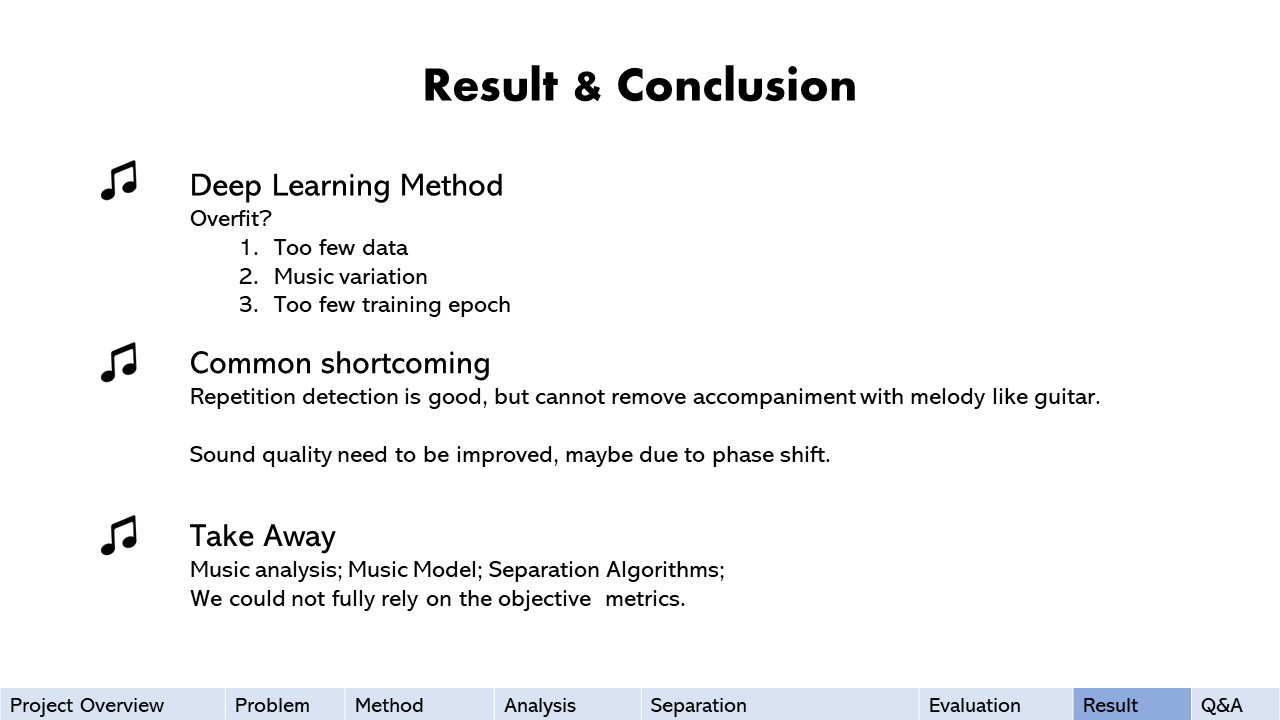 Result & Conclusion
Deep Learning Method
Overfit?
1. Too few data
2. Music variation
3. Too few training epoch
Common shortcoming
Repetition detection is good, but cannot remove accompaniment with melody like guitar.
Sound quality need to be improved, maybe due to phase shift.
Take Away
Music analysis; Music Model; Separation Algorithms;
We could not fully rely on the objective metrics.
Project Overview Problem Method Analysis Separation Evaluation Result Q&A